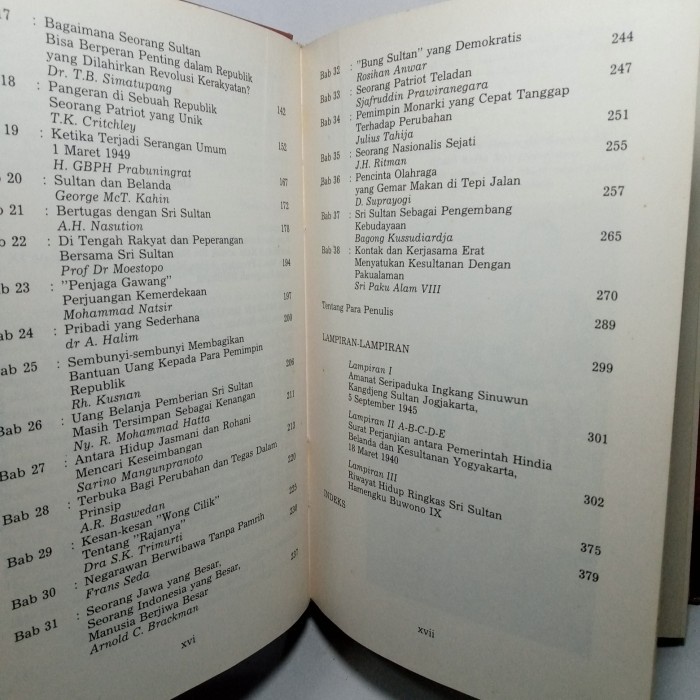 17 : Bagaimana Seorang Sultan
Bisa Berperan Penting dalam Republik
yang Dilahirkan Revolusi Kerakyatan?
Dr. T.B. Simatupang 142
18 : Pangeran di Sebuah Republik
Seorang Patriot yang Unik
T.K. Critchley 152
19 : Ketika Terjadi Serangan Umum
1 Maret 1949
H. GBPH Prabuningrat 167
20 : Sultan dan Belanda
George McT. Kahin 172
21 : Bertugas dengan Sri Sultan
A.H. Nasution 178
22 : Di Tengah Rakyat dan Peperangan
Bersama Sri Sultan
Prof Dr Moestopo 194
b 23 : "Penjaga Gawang"
Perjuangan Kemerdekaan
Mohammad Natsir 197
ab 24 : Pribadi yang Sederhana
dr A. Halim 200
ab 25 : Sembunyi-sembunyi Membagikan
Bantuan Uang Kepada Para Pemimpin
Republik
Rh. Kusnan
Bab 26 : Uang Belanja Pemberian Sri Sultan
Masih Tersimpan Sebagai Kenangan
Ny. R. Mohammad Hatta 211
Bab 27 : Antara Hidup Jasmani dan Rohani
Mencari Keseimbangan
Sarino Mangunpranoto
Bab 28 : Terbuka Bagi Perubahan dan Tegas Dalam
Prinsip
A.R. Baswedan
Bab 29 : Kesan-kesan "Wong Cilik"
Tentang "Rajanya"
Dra S.K. Trimurti
Bab 30 : Negarawan Berwibawa Tanpa Pamrih
Frans Seda
Bab 31 : Seorang Jawa yang Besar,
Seorang Indonesia yang Besar,
Manusia Berjiwa Besar
Arnold C. Brackman
xvi
Bab 32 : "Bung Sultan" yang Demokratis
Rosihan Anwar 244
Bab 33 : Seorang Patriot Teladan
Sjafruddin Prawiranegara 247
Bab 34 : Pemimpin Monarki yang Cepat Tanggap
Terhadap Perubahan
Julius Tahija 251
Bab 35 : Seorang Nasionalis Sejati
J.H. Ritman 255
Bab 36 : Pencinta Olahraga
yang Gemar Makan di Tepi Jalan
D. Suprayogi 257
Bab 37 : Sri Sultan Sebagai Pengembang
Kebudayaan
Bagong Kussudiardja 265
Bab 38 : Kontak dan Kerjasama Erat
Menyatukan Kesultanan Dengan
Pakualaman
Sri Paku Alam VIII 270
Tentang Para Penulis 289
LAMPIRAN-LAMPIRAN 299
Lampiran I
Amanat Seripaduka Ingkang Sinuwun
Kangdjeng Sultan Jogjakarta,
5 September 1945 301
Lampiran II A-B-C-D-E
Surat Perjanjian antara Pemerintah Hindia
Belanda dan Kesultanan Yogyakarta,
18 Maret 1940 302
Lampiran III
Riwayat Hidup Ringkas Sri Sultan
Hamengku Buwono IX 375
INDEKS 379
xvii